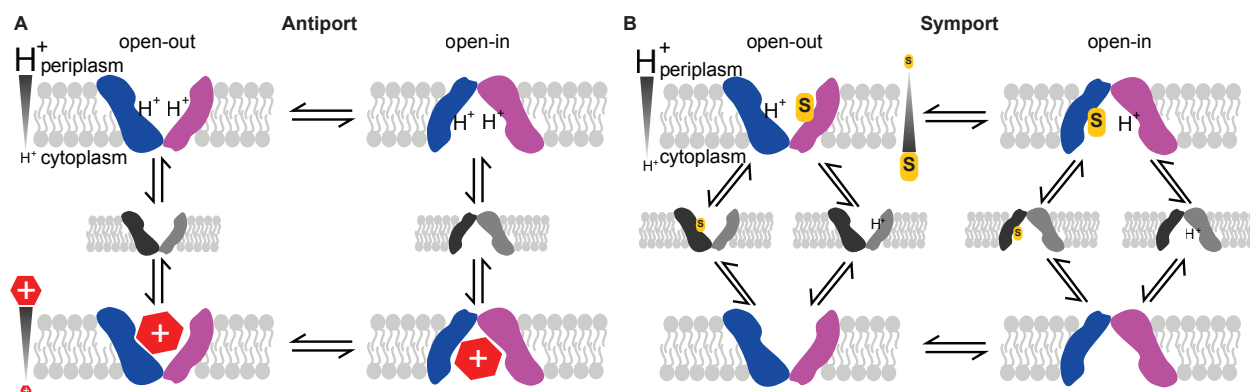 A
Antiport
open-out
open-in
H+
periplasm
H+ H+
H+ H+
H+ cytoplasm
+
+
+
+
B
Symport
open-out
open-in
H+
periplasm
S
H+ S
S
H+
H+ cytoplasm
S
S
H+
S
H+